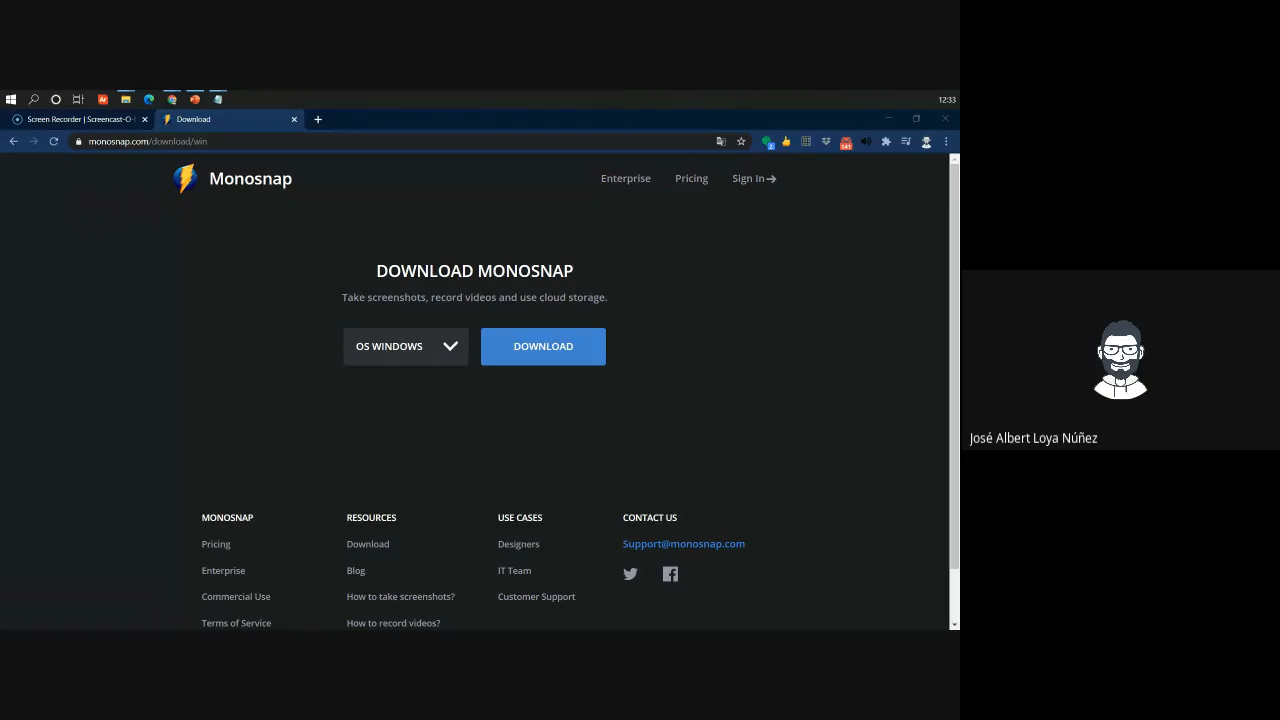 Ar
12:33
Screen Recorder | Screencast-O-
Download
monosnap.com/download/win
2
141
Monosnap
Enterprise
Pricing
Sign In
DOWNLOAD MONOSNAP
Take screenshots, record videos and use cloud storage.
OS WINDOWS
DOWNLOAD
José Albert Loya Núñez
MONOSNAP
RESOURCES
USE CASES
CONTACT US
Pricing
Download
Designers
Support@monosnap.com
Enterprise
Blog
IT Team
Commercial Use
How to take screenshots?
Customer Support
Terms of Service
How to record videos?